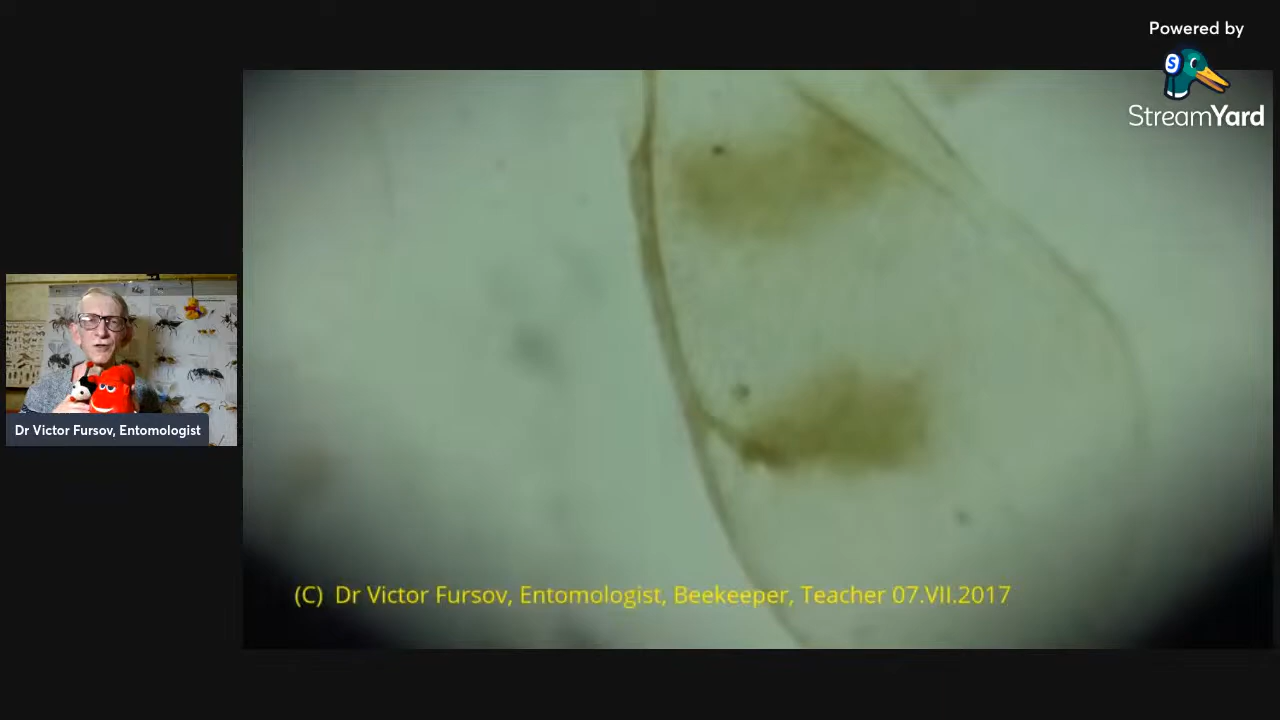 Powered by
StreamYard
Dr Victor Fursov, Entomologist
(C) Dr Victor Fursov, Entomologist, Beekeeper, Teacher 07.VII.2017